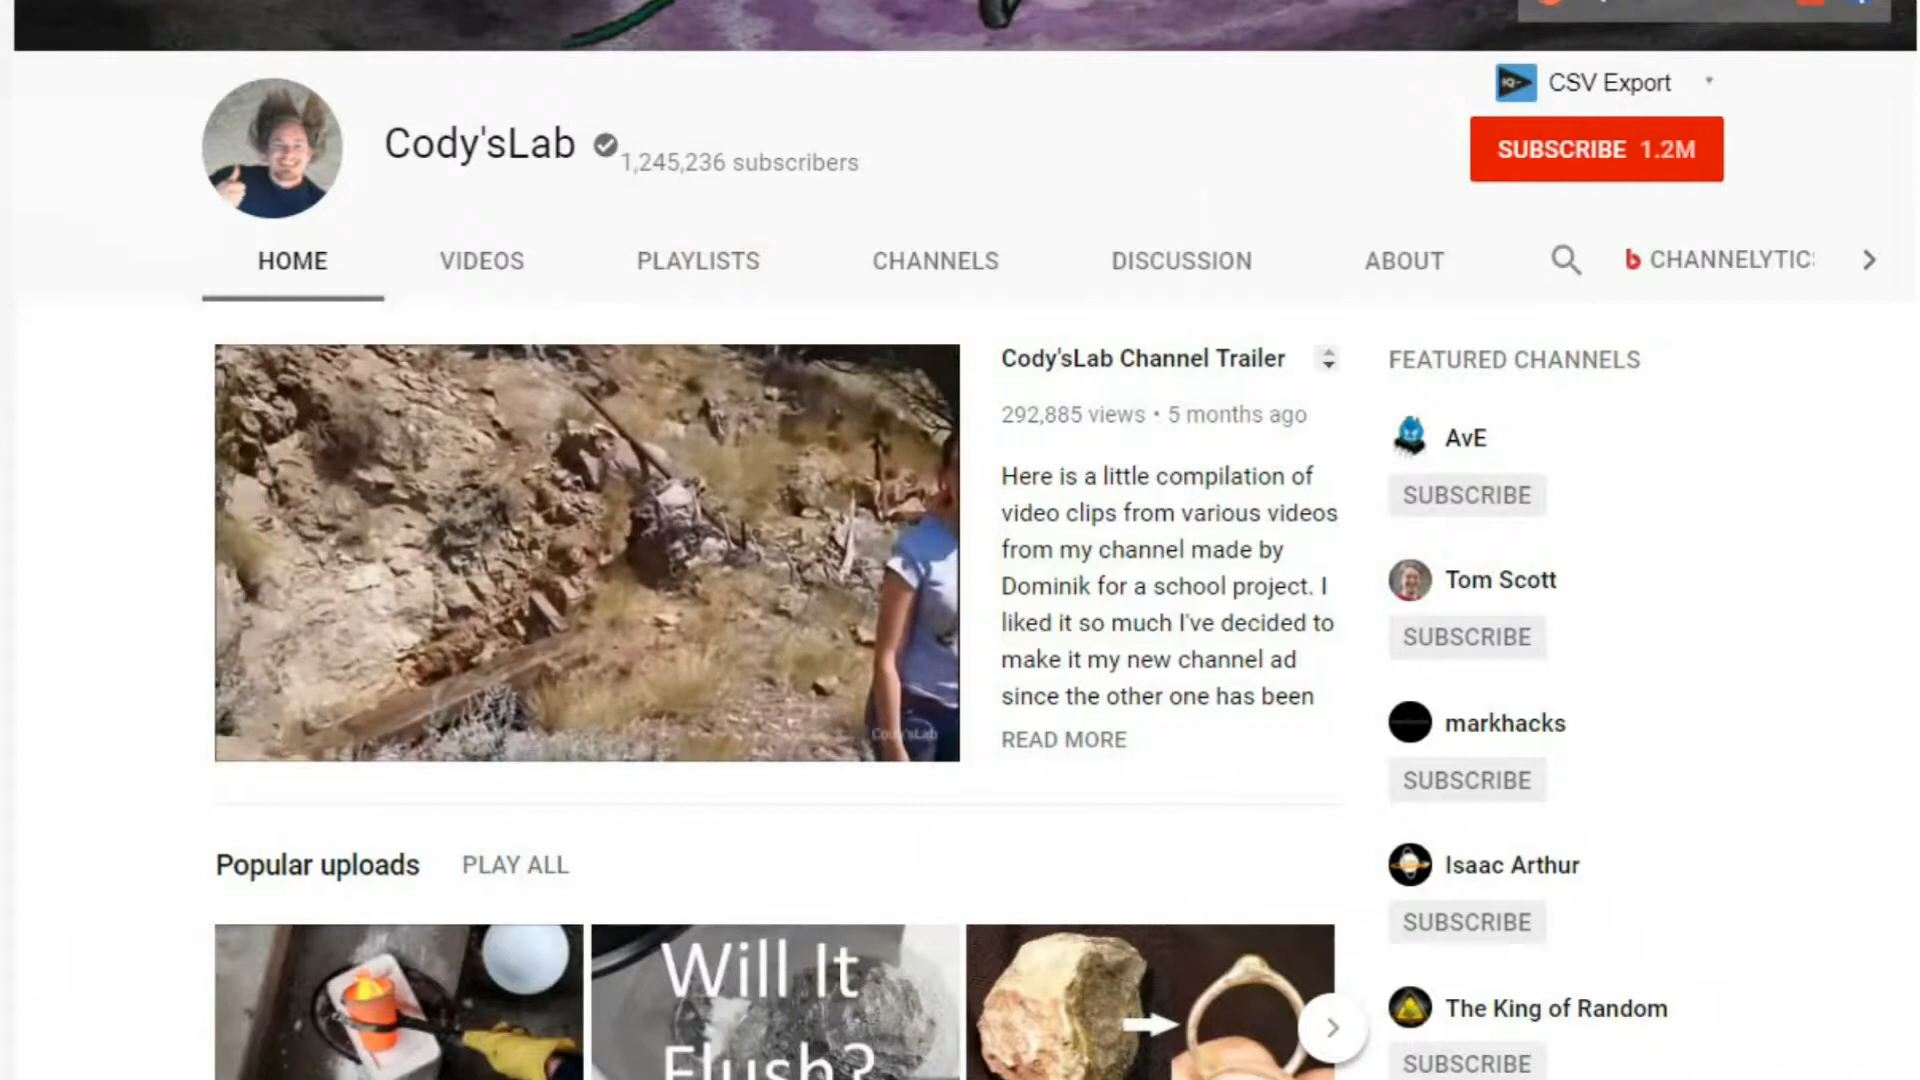 CSV Export
Cody'sLab
1,245,236 subscribers
SUBSCRIBE 1.2M
HOME
VIDEOS
PLAYLISTS
CHANNELS
DISCUSSION
ABOUT
CHANNELYTICS
Cody'sLab Channel Trailer
292,885 views • 5 months ago
Here is a little compilation of
video clips from various videos
from my channel made by
Dominik for a school project. I
liked it so much I've decided to
make it my new channel ad
since the other one has been
READ MORE
Cody'sLab
FEATURED CHANNELS
AvE
SUBSCRIBE
Tom Scott
SUBSCRIBE
markhacks
SUBSCRIBE
Isaac Arthur
SUBSCRIBE
The King of Random
SUBSCRIBE
Popular uploads
PLAY ALL
Will It
Flush?